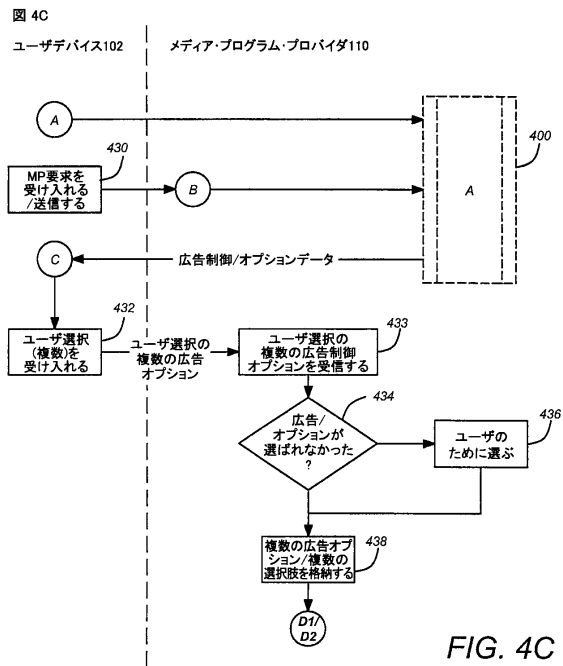 図 4C
ユーザデバイス102
メディア・プログラム・プロバイダ110
A
400
430
MP要求を
受け入れる
/送信する
B
A
C
広告制御/オプションデータ
432
ユーザ選択
(複数)を
受け入れる
ユーザ選択の
複数の広告
オプション
433
ユーザ選択の
複数の広告制御
オプションを受信する
434
広告/
オプションが
選ばれなかった
?
436
ユーザの
ために選ぶ
438
複数の広告オプ
ション/複数の
選択肢を格納する
D1/
D2
FIG. 4C